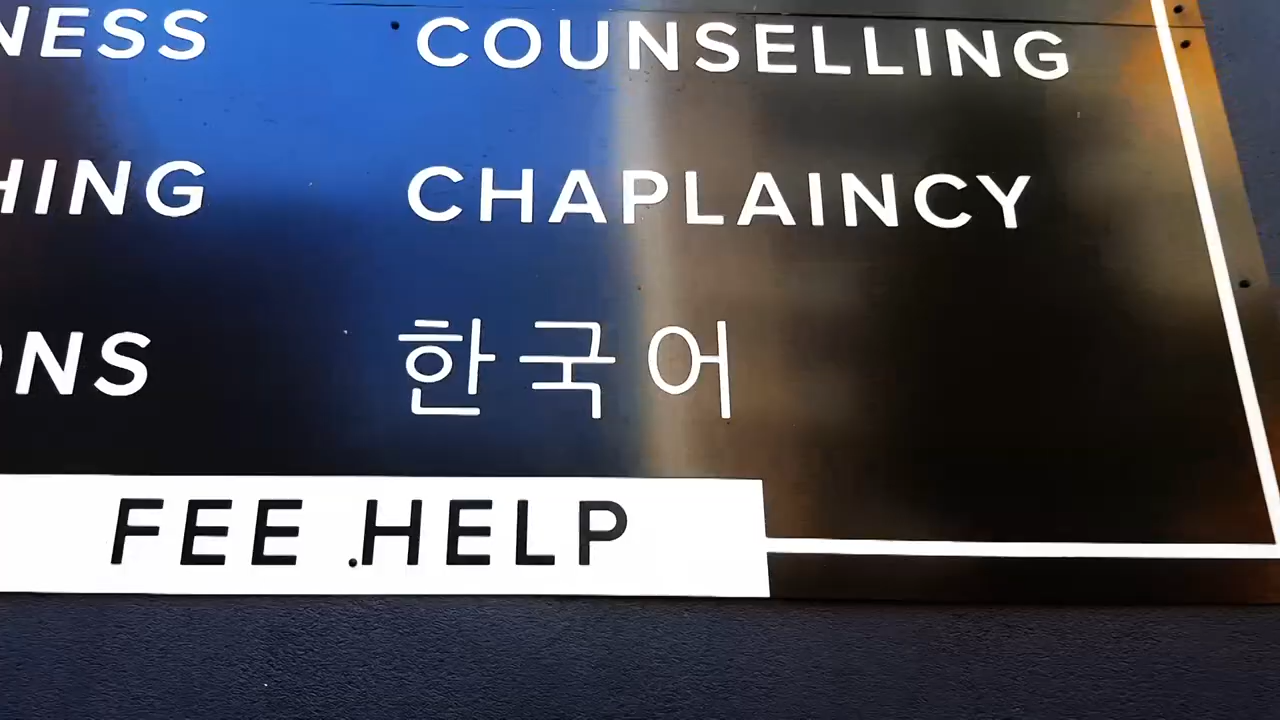 NESS COUNSELLING
HING CHAPLAINCY
ONS 한국어
FEE HELP